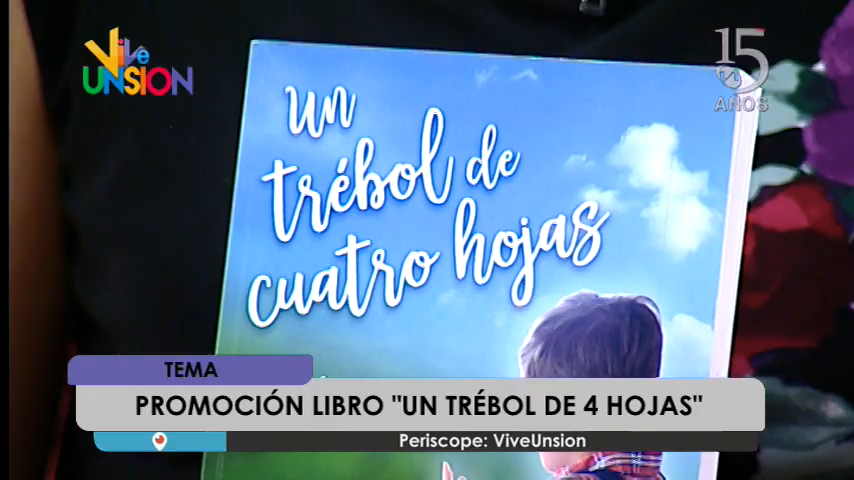 Vive
UNSION
15
AÑOS
un
trébol de
cuatro hojas
TEMA
PROMOCIÓN LIBRO "UN TRÉBOL DE 4 HOJAS"
Periscope: ViveUnsion